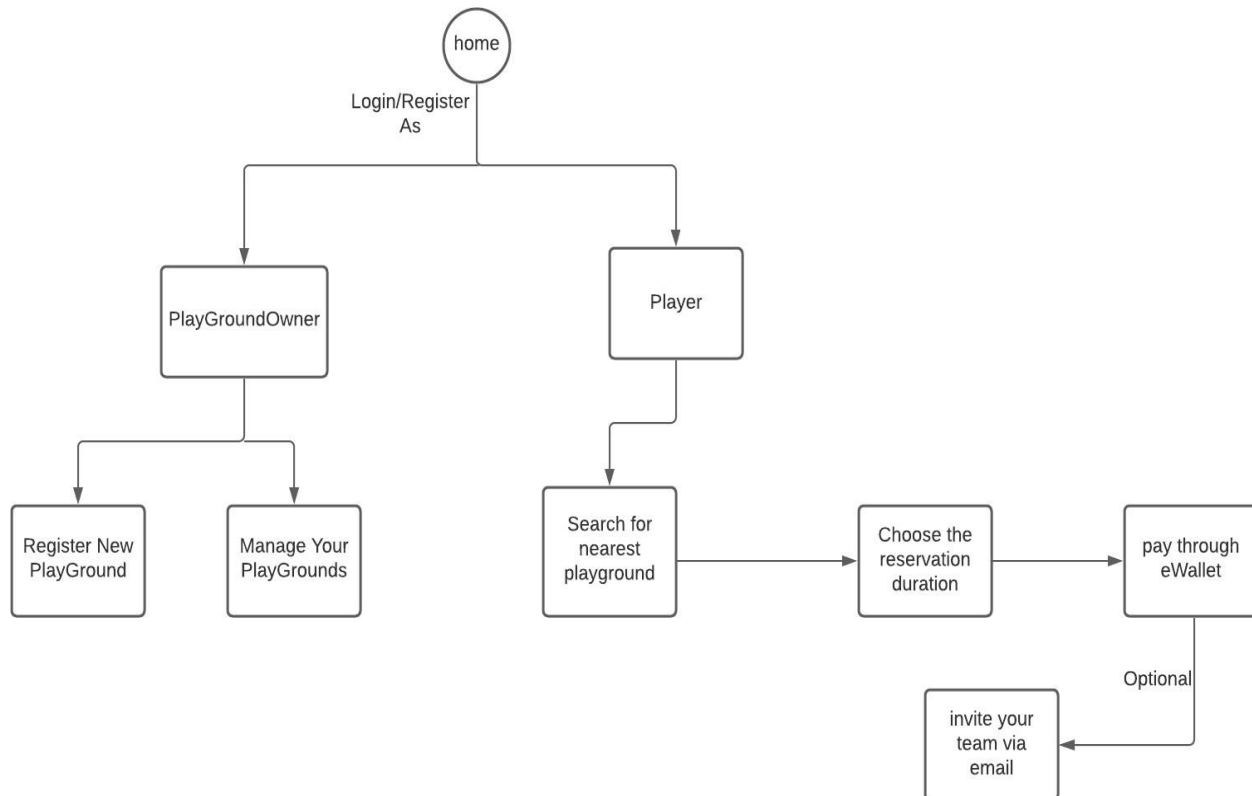 home
Login/Register
As
PlayGroundOwner
Player
Register New
PlayGround
Manage Your
PlayGrounds
Search for
nearest
playground
Choose the
reservation
duration
pay through
eWallet
Optional
invite your
team via
email